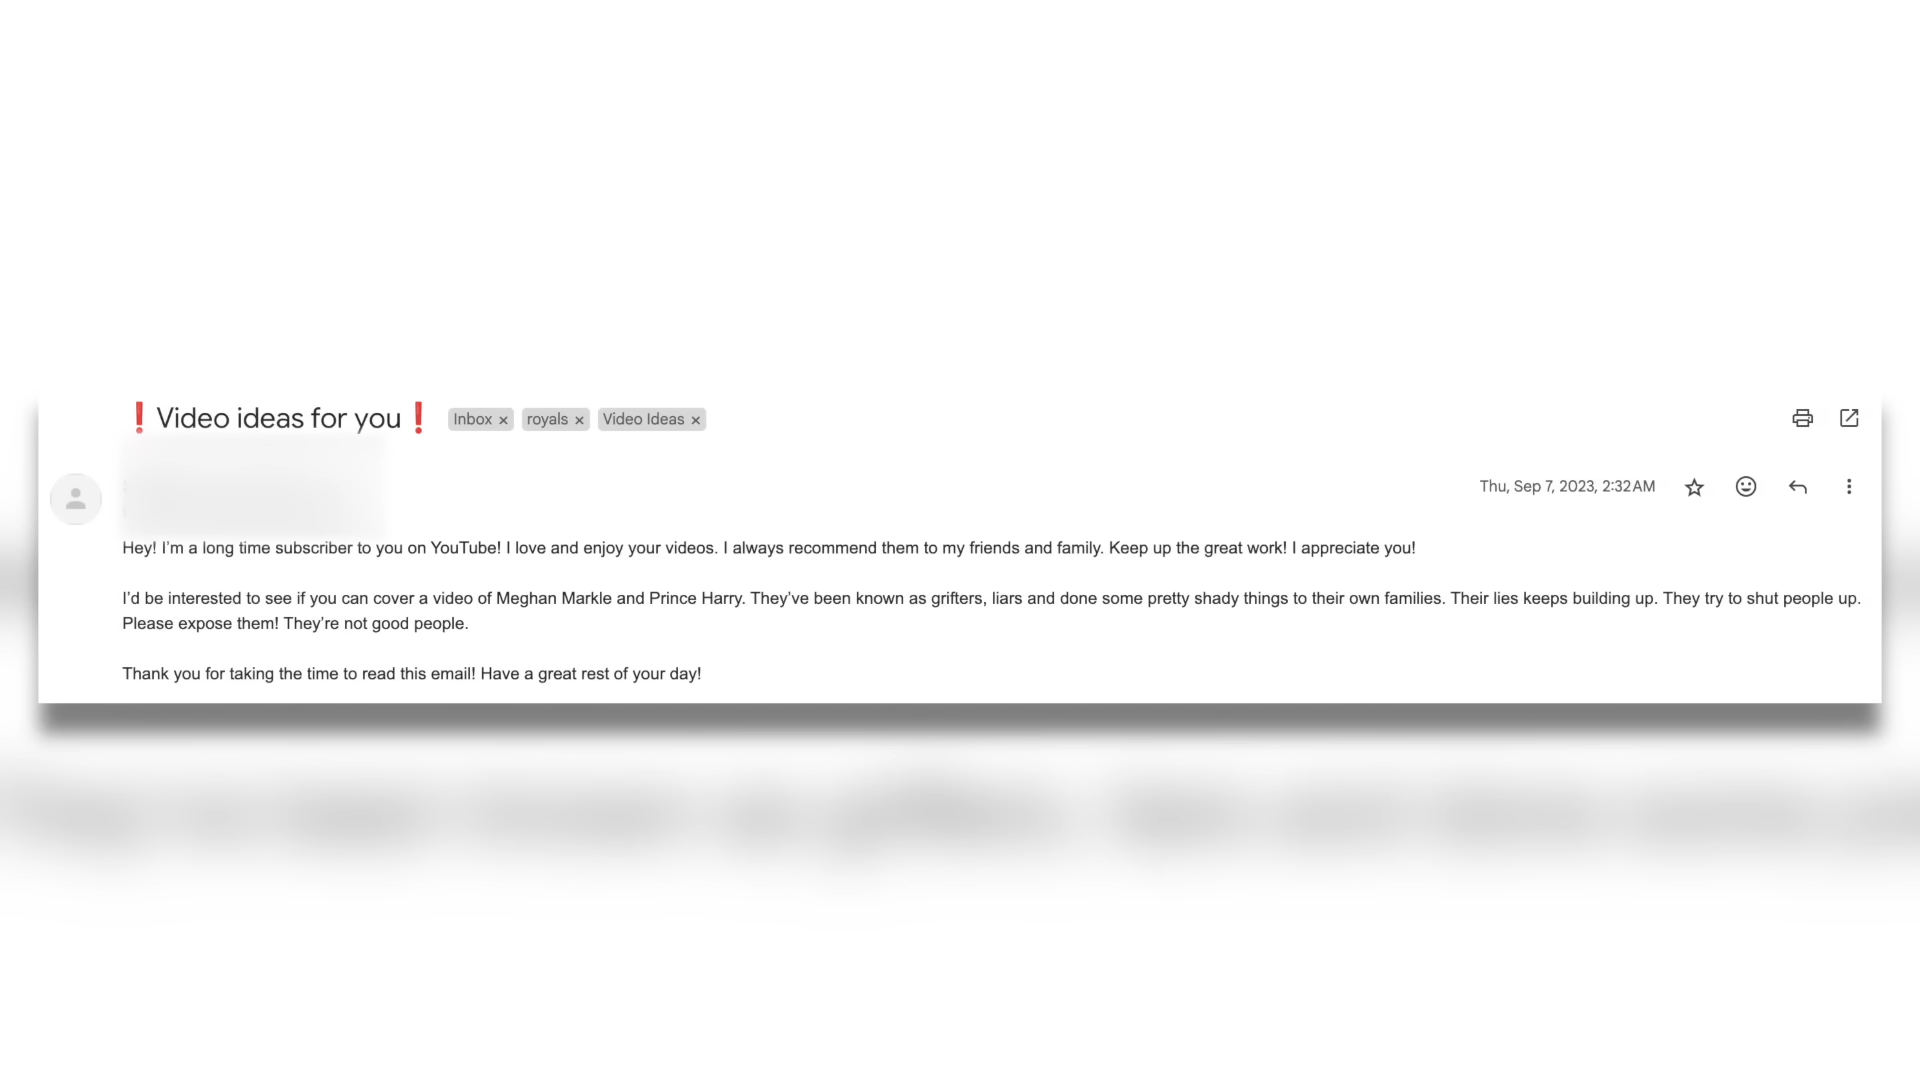 ❗Video ideas for you❗ Inbox × royals × Video Ideas ×
Thu, Sep 7, 2023, 2:32 AM
Hey! I’m a long time subscriber to you on YouTube! I love and enjoy your videos. I always recommend them to my friends and family. Keep up the great work! I appreciate you!
I’d be interested to see if you can cover a video of Meghan Markle and Prince Harry. They’ve been known as grifters, liars and done some pretty shady things to their own families. Their lies keeps building up. They try to shut people up.
Please expose them! They’re not good people.
Thank you for taking the time to read this email! Have a great rest of your day!